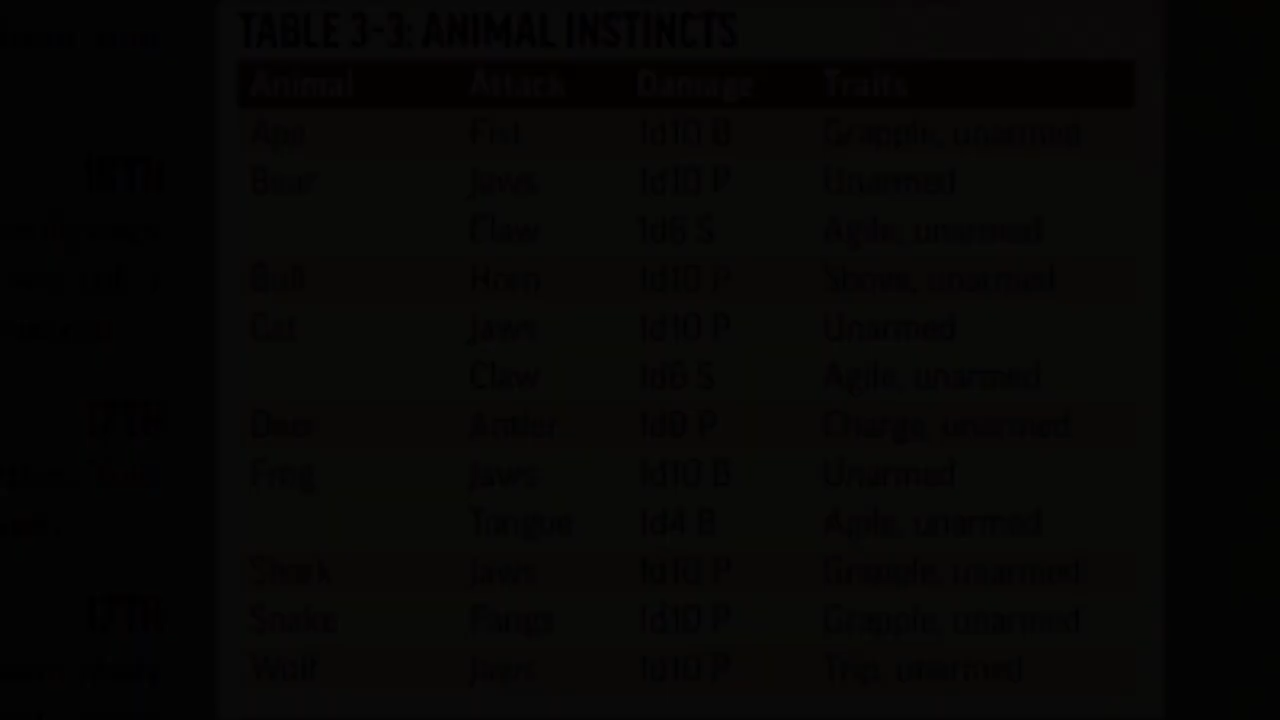 TABLE 3-3: ANIMAL INSTINCTS
Animal Attack Damage Traits
Ape Fist 1d10 B Grapple, unarmed
Bear Jaws 1d10 P Unarmed
Claw 1d6 S Agile, unarmed
Bull Horn 1d10 P Shove, unarmed
Cat Jaws 1d10 P Unarmed
Claw 1d6 S Agile, unarmed
Deer Antler 1d8 P Charge, unarmed
Frog Jaws 1d10 B Unarmed
Tongue 1d4 B Agile, unarmed
Shark Jaws 1d10 P Grapple, unarmed
Snake Fangs 1d10 P Grapple, unarmed
Wolf Jaws 1d10 P Trip, unarmed